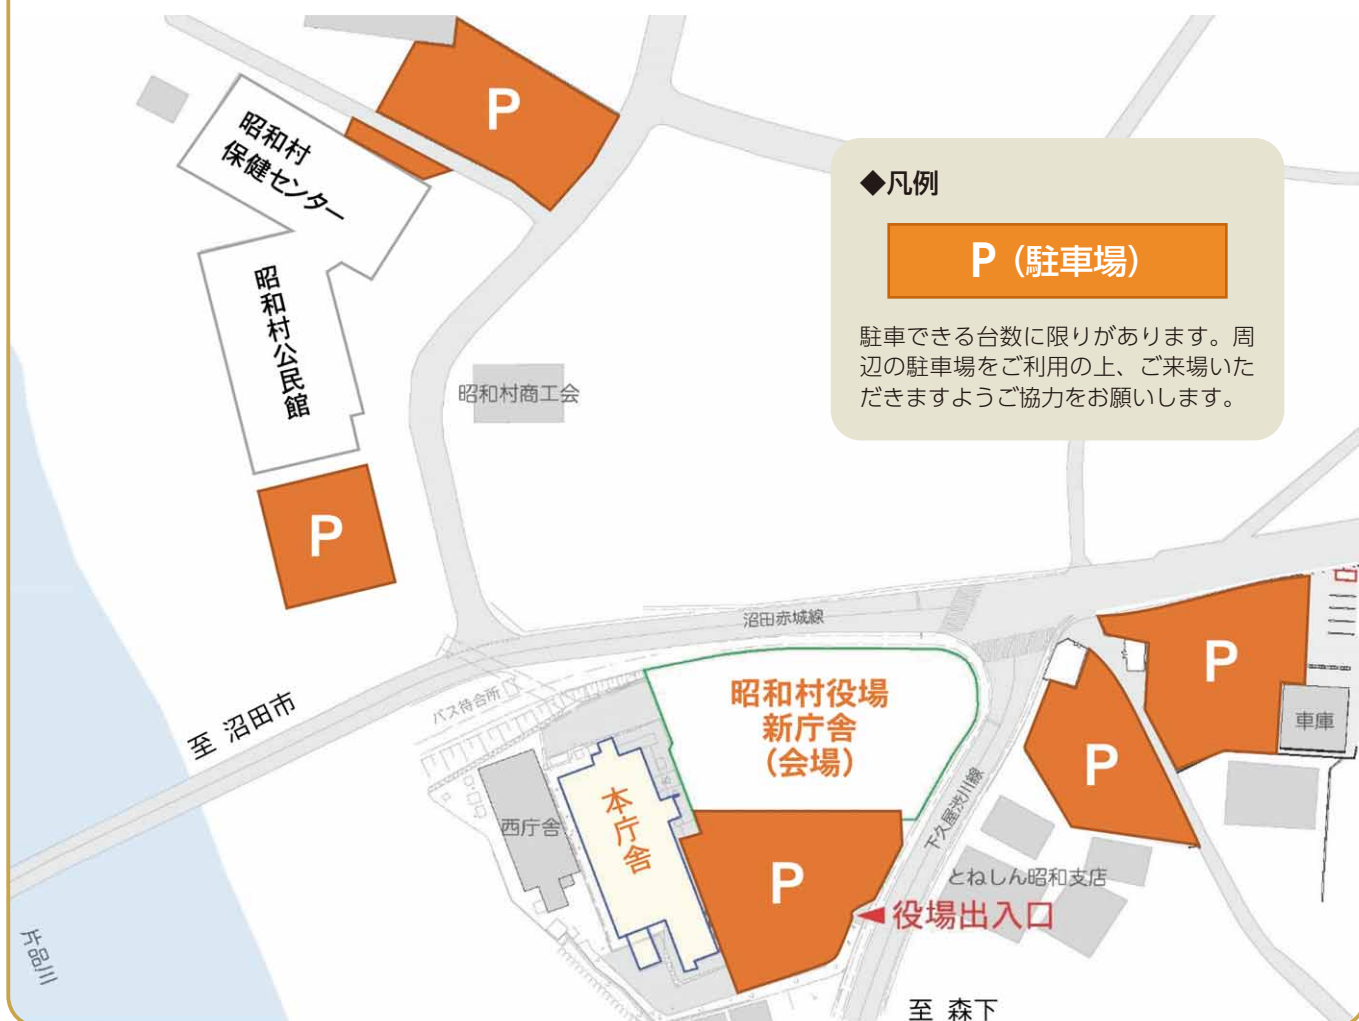 P
昭和村
保健センター
◆凡例
P（駐車場）
駐車できる台数に限りがあります。周
辺の駐車場をご利用の上、ご来場いた
だきますようご協力をお願いします。
昭和村公民館
昭和村商工会
P
沼田赤城線
至 沼田市
バス待合所
昭和村役場
新庁舎
（会場）
P
車庫
P
西庁舎
本庁舎
下久屋渋川線
P
とねしん昭和支店
役場出入口
片品川
至 森下